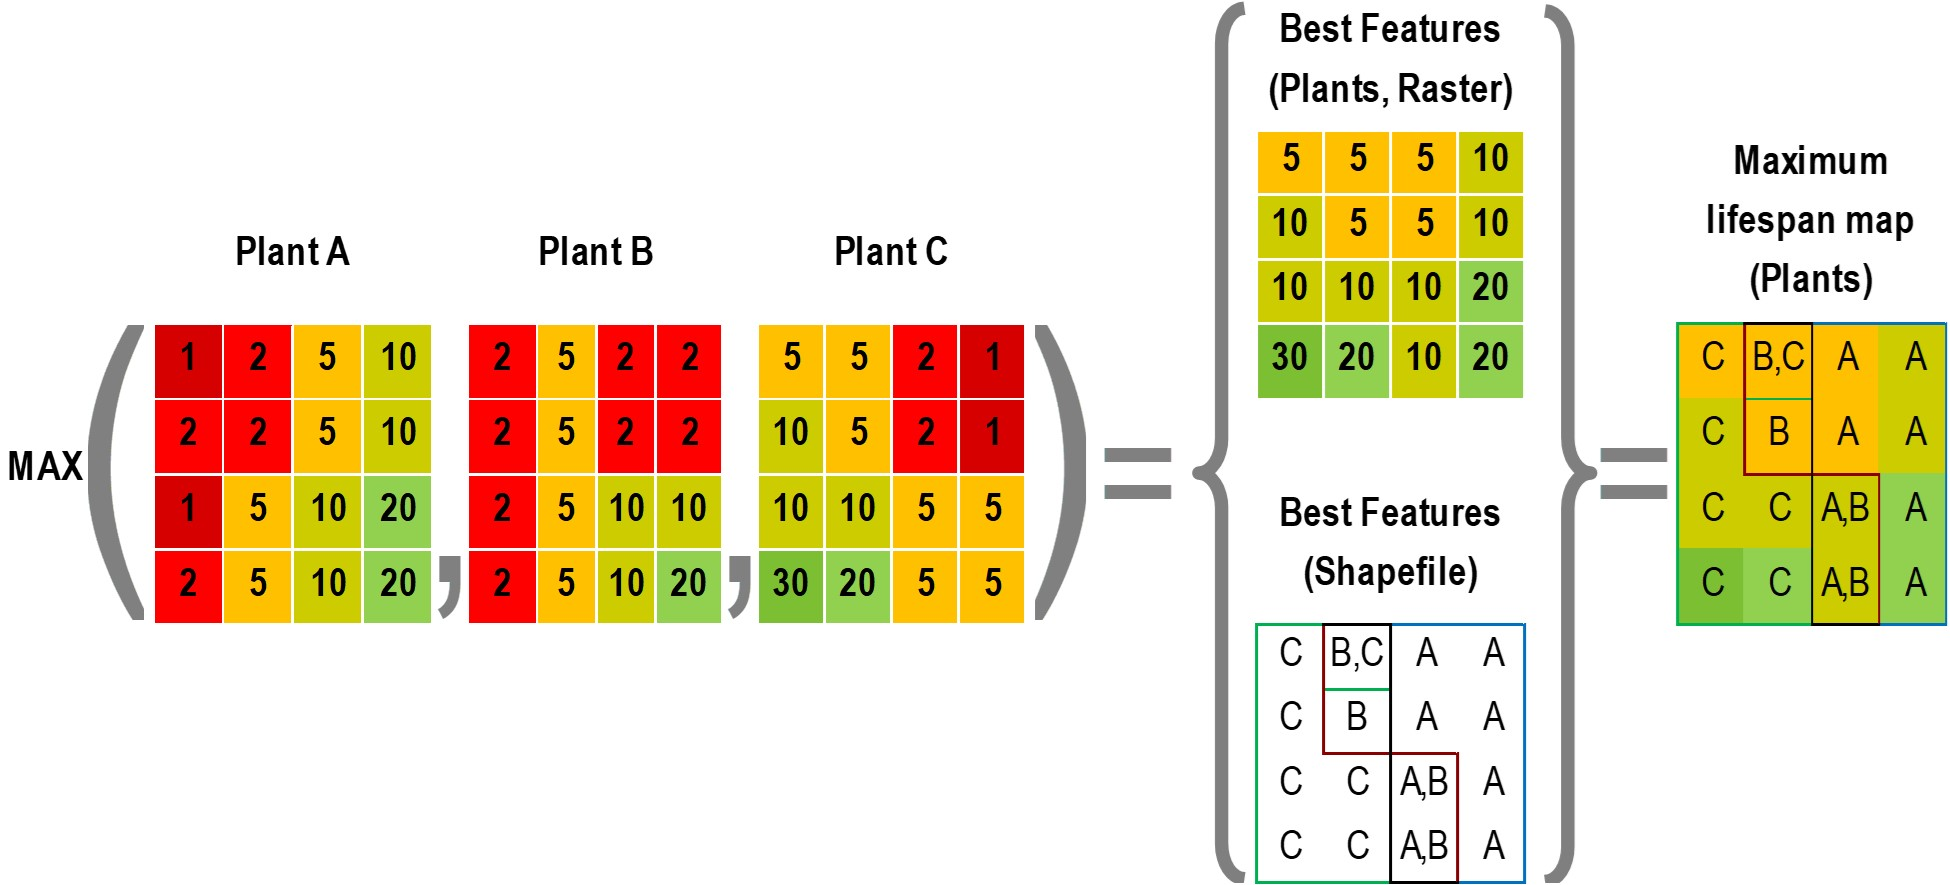 Best Features
(Plants, Raster)
5 5 5 10
10 5 5 10
10 10 10 20
30 20 10 20
Plant A
Plant B
Plant C
MAX
1 2 5 10
2 2 5 10
1 5 10 20
2 5 10 20
,
2 5 2 2
2 5 2 2
2 5 10 10
2 5 10 20
,
5 5 2 1
10 5 2 1
10 10 5 5
30 20 5 5
=
Best Features
(Shapefile)
C B,C A A
C B A A
C C A,B A
C C A,B A
=
Maximum
lifespan map
(Plants)
C B,C A A
C B A A
C C A,B A
C C A,B A